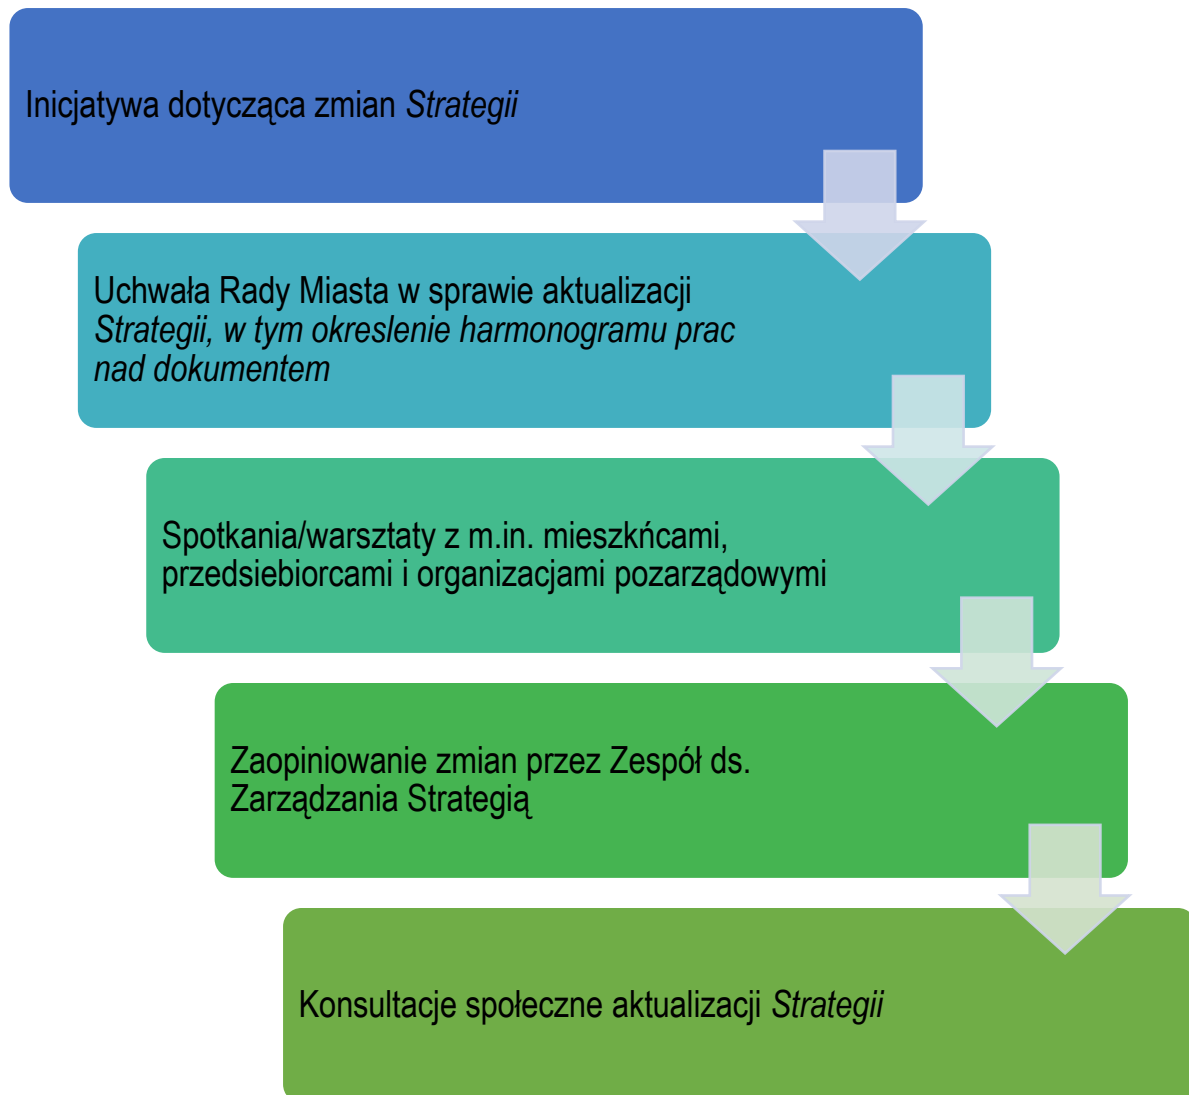 Inicjatywa dotycząca zmian Strategii
Uchwała Rady Miasta w sprawie aktualizacji
Strategii, w tym okreslenie harmonogramu prac
nad dokumentem
Spotkania/warsztaty z m.in. mieszkńcami,
przedsiebiorcami i organizacjami pozarządowymi
Zaopiniowanie zmian przez Zespół ds.
Zarządzania Strategią
Konsultacje społeczne aktualizacji Strategii